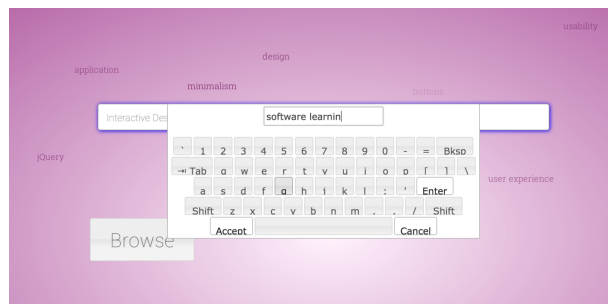 usability
design
application
minimalism
buttons
Interactive Des
software learnin
` 1 2 3 4 5 6 7 8 9 0 - = Bksp
Tab q w e r t y u i o p [ ] \
jQuery
a s d f g h j k l ; ' Enter
user experience
Shift z x c v b n m , . / Shift
Accept Cancel
Browse